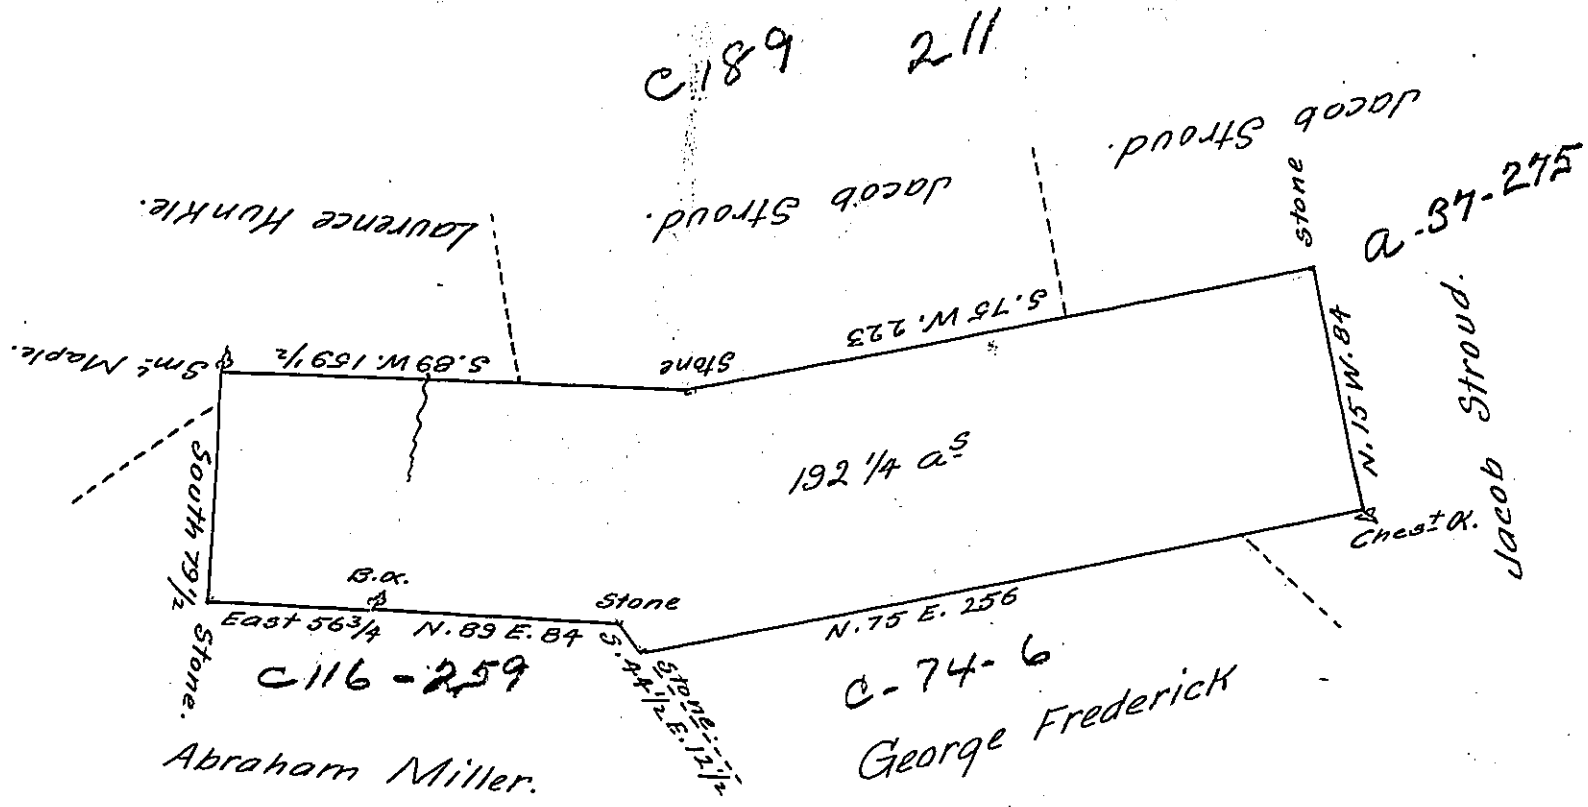 C189 211
Jacob Stroud.
a-37-275
Jacob Stroud.
Laurence Hunkle.
Stone
S. 75 W. 223
Jacob Stroud.
N. 15 W. 84
Smˡ Maple.
S. 89 W. 159 1/2
Stone
192 1/4 aˢ
South 79 1/2
Chesᵗ O.
B.O.
Stone
East 56 3/4 N. 89 E. 84
N. 75 E. 256
Stone.
S. 44 1/2 E. 12 1/2
Stone
C116-259
C-74-6
George Frederick
Abraham Miller.